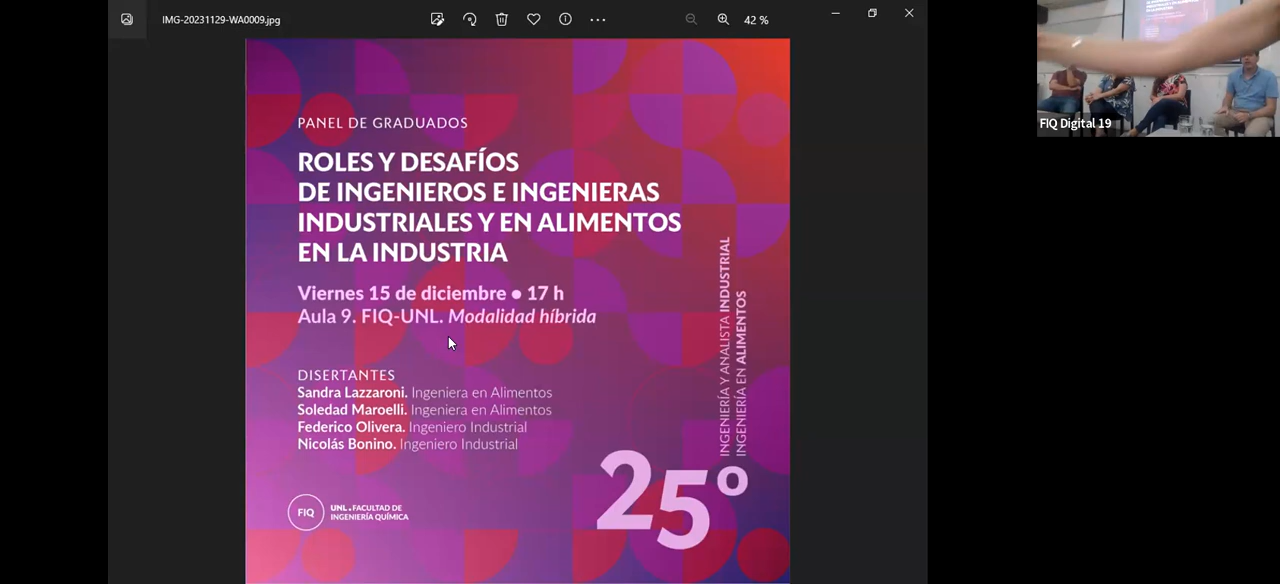 IMG-20231129-WA0009.jpg
42 %
PANEL DE GRADUADOS
ROLES Y DESAFÍOS
DE INGENIEROS E INGENIERAS
INDUSTRIALES Y EN ALIMENTOS
EN LA INDUSTRIA
Viernes 15 de diciembre • 17 h
Aula 9. FIQ-UNL. Modalidad híbrida
DISERTANTES
Sandra Lazzaroni. Ingeniera en Alimentos
Soledad Maroelli. Ingeniera en Alimentos
Federico Olivera. Ingeniero Industrial
Nicolás Bonino. Ingeniero Industrial
INGENIERÍA Y ANALISTA INDUSTRIAL
INGENIERÍA EN ALIMENTOS
25º
FIQ
UNL • FACULTAD DE
INGENIERÍA QUÍMICA
FIQ Digital 19